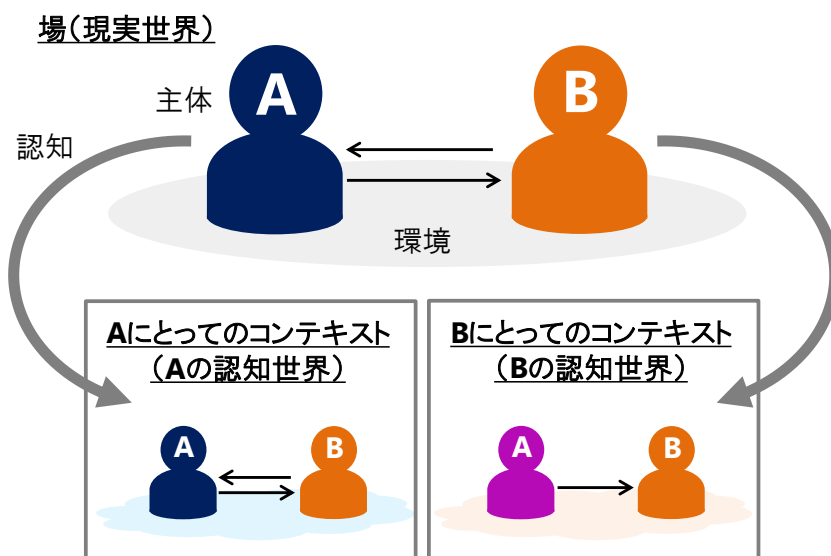 場（現実世界）
主体
A
B
認知
環境
Aにとってのコンテキスト
（Aの認知世界）
A
B
Bにとってのコンテキスト
（Bの認知世界）
A
B